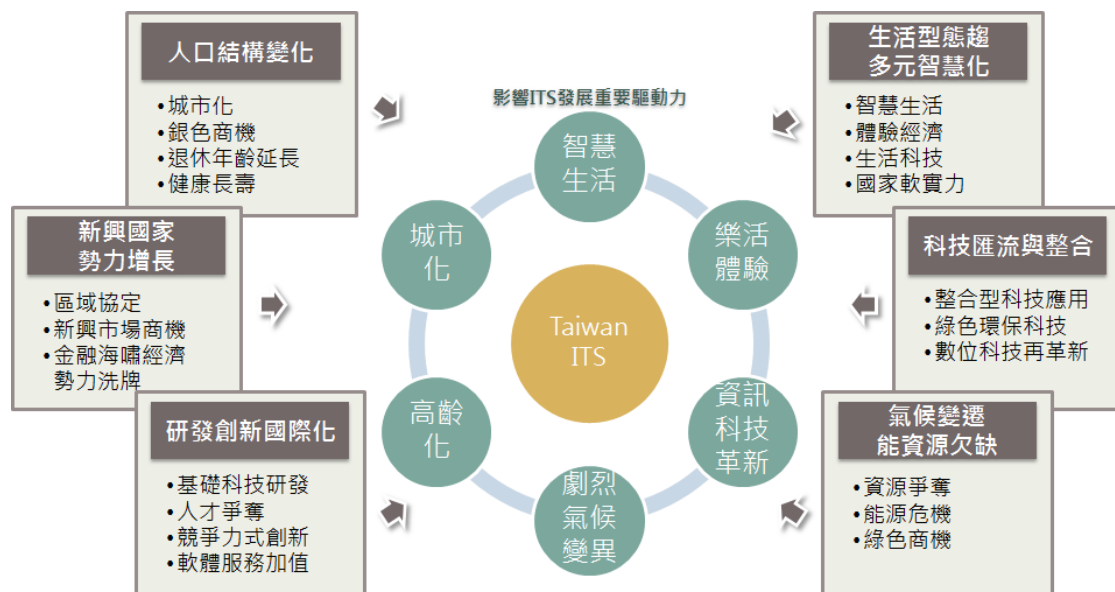 人口結構變化
•城市化
•銀色商機
•退休年齡延長
•健康長壽
新興國家
勢力增長
•區域協定
•新興市場商機
•金融海嘯經濟
勢力洗牌
研發創新國際化
•基礎科技研發
•人才爭奪
•競爭力式創新
•軟體服務加值
影響ITS發展重要驅動力
智慧
生活
城市
化
樂活
體驗
Taiwan
ITS
高齡
化
資訊
科技
革新
劇烈
氣候
變異
生活型態趨
多元智慧化
•智慧生活
•體驗經濟
•生活科技
•國家軟實力
科技匯流與整合
•整合型科技應用
•綠色環保科技
•數位科技再革新
氣候變遷
能資源欠缺
•資源爭奪
•能源危機
•綠色商機